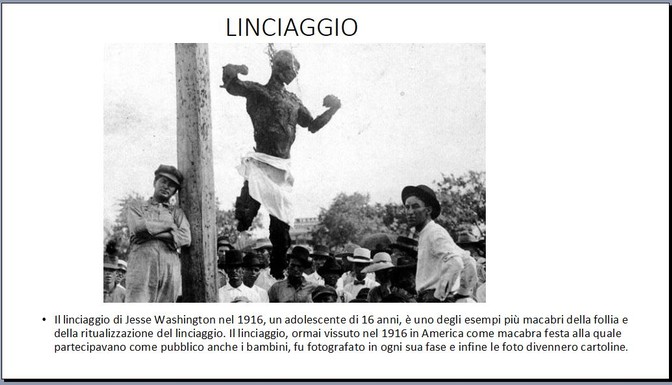 LINCIAGGIO
• Il linciaggio di Jesse Washington nel 1916, un adolescente di 16 anni, è uno degli esempi più macabri della follia e
della ritualizzazione del linciaggio. Il linciaggio, ormai vissuto nel 1916 in America come macabra festa alla quale
partecipavano come pubblico anche i bambini, fu fotografato in ogni sua fase e infine le foto divennero cartoline.